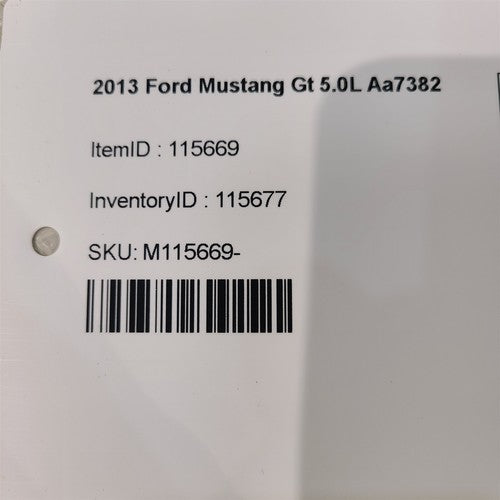 2013 Ford Mustang Gt 5.0L Aa7382
ItemID : 115669
InventoryID : 115677
SKU: M115669-